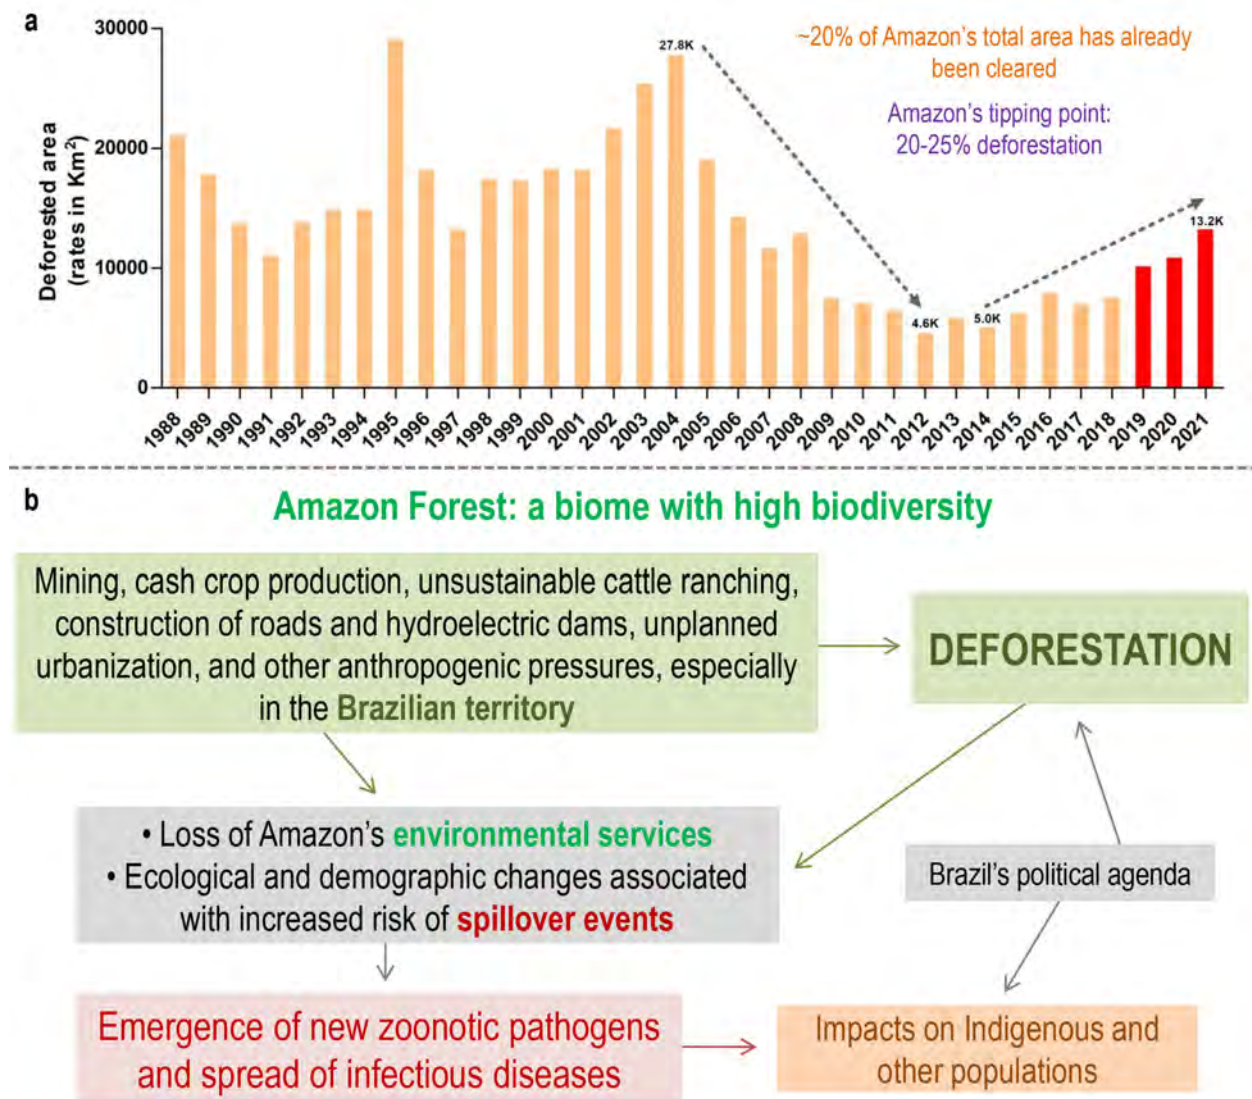 a
30000
20000
10000
0
Deforested area
(rates in Km²)
27.8K
4.6K
5.0K
13.2K
~20% of Amazon's total area has already
been cleared
Amazon's tipping point:
20-25% deforestation
1988
1989
1990
1991
1992
1993
1994
1995
1996
1997
1998
1999
2000
2001
2002
2003
2004
2005
2006
2007
2008
2009
2010
2011
2012
2013
2014
2015
2016
2017
2018
2019
2020
2021
b
Amazon Forest: a biome with high biodiversity
Mining, cash crop production, unsustainable cattle ranching,
construction of roads and hydroelectric dams, unplanned
urbanization, and other anthropogenic pressures, especially
in the Brazilian territory
DEFORESTATION
• Loss of Amazon's environmental services
• Ecological and demographic changes associated
with increased risk of spillover events
Brazil's political agenda
Emergence of new zoonotic pathogens
and spread of infectious diseases
Impacts on Indigenous and
other populations